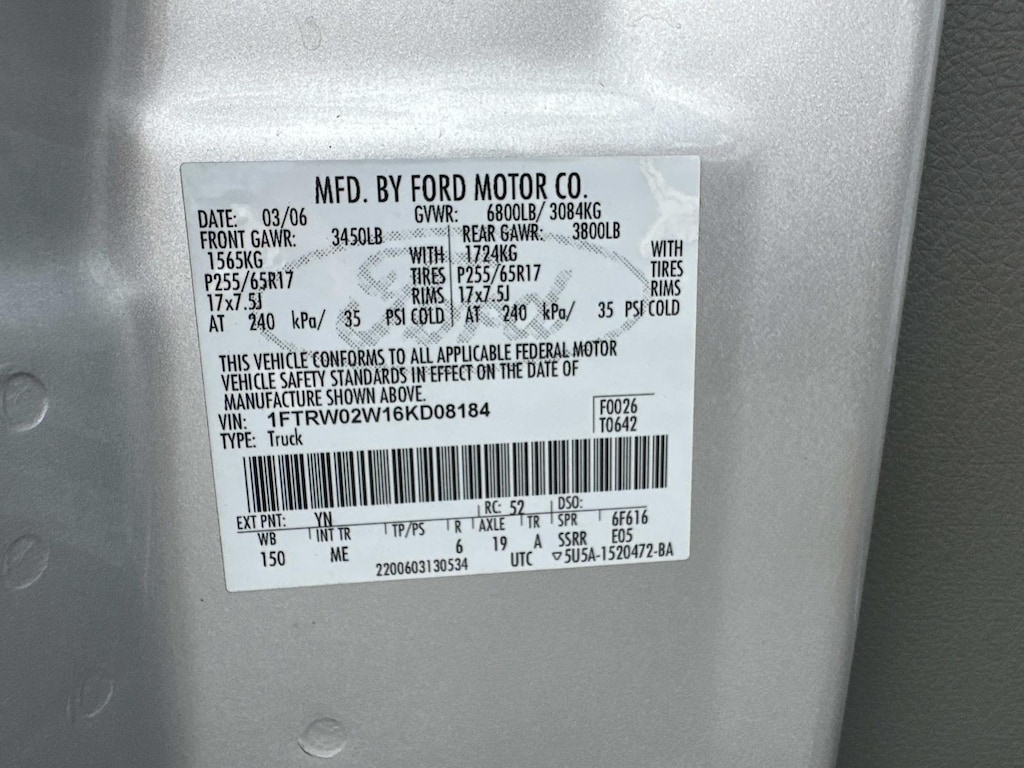 MFD. BY FORD MOTOR CO.
DATE: 03/06 GVWR: 6800LB/ 3084KG
FRONT GAWR: 3450LB REAR GAWR: 3800LB
1565KG WITH 1724KG WITH
P255/65R17 TIRES P255/65R17 TIRES
17x7.5J RIMS 17x7.5J RIMS
AT 240 kPa/ 35 PSI COLD AT 240 kPa/ 35 PSI COLD
Ford
THIS VEHICLE CONFORMS TO ALL APPLICABLE FEDERAL MOTOR
VEHICLE SAFETY STANDARDS IN EFFECT ON THE DATE OF
MANUFACTURE SHOWN ABOVE.
VIN: 1FTRW02W16KD08184 F0026
TYPE: Truck T0642
EXT PNT: YN RC: 52 DSO:
WB INT TR TP/PS R AXLE TR SPR 6F616
150 ME 6 19 A SSRR E05
2200603130534 UTC ▽5U5A-1520472-BA